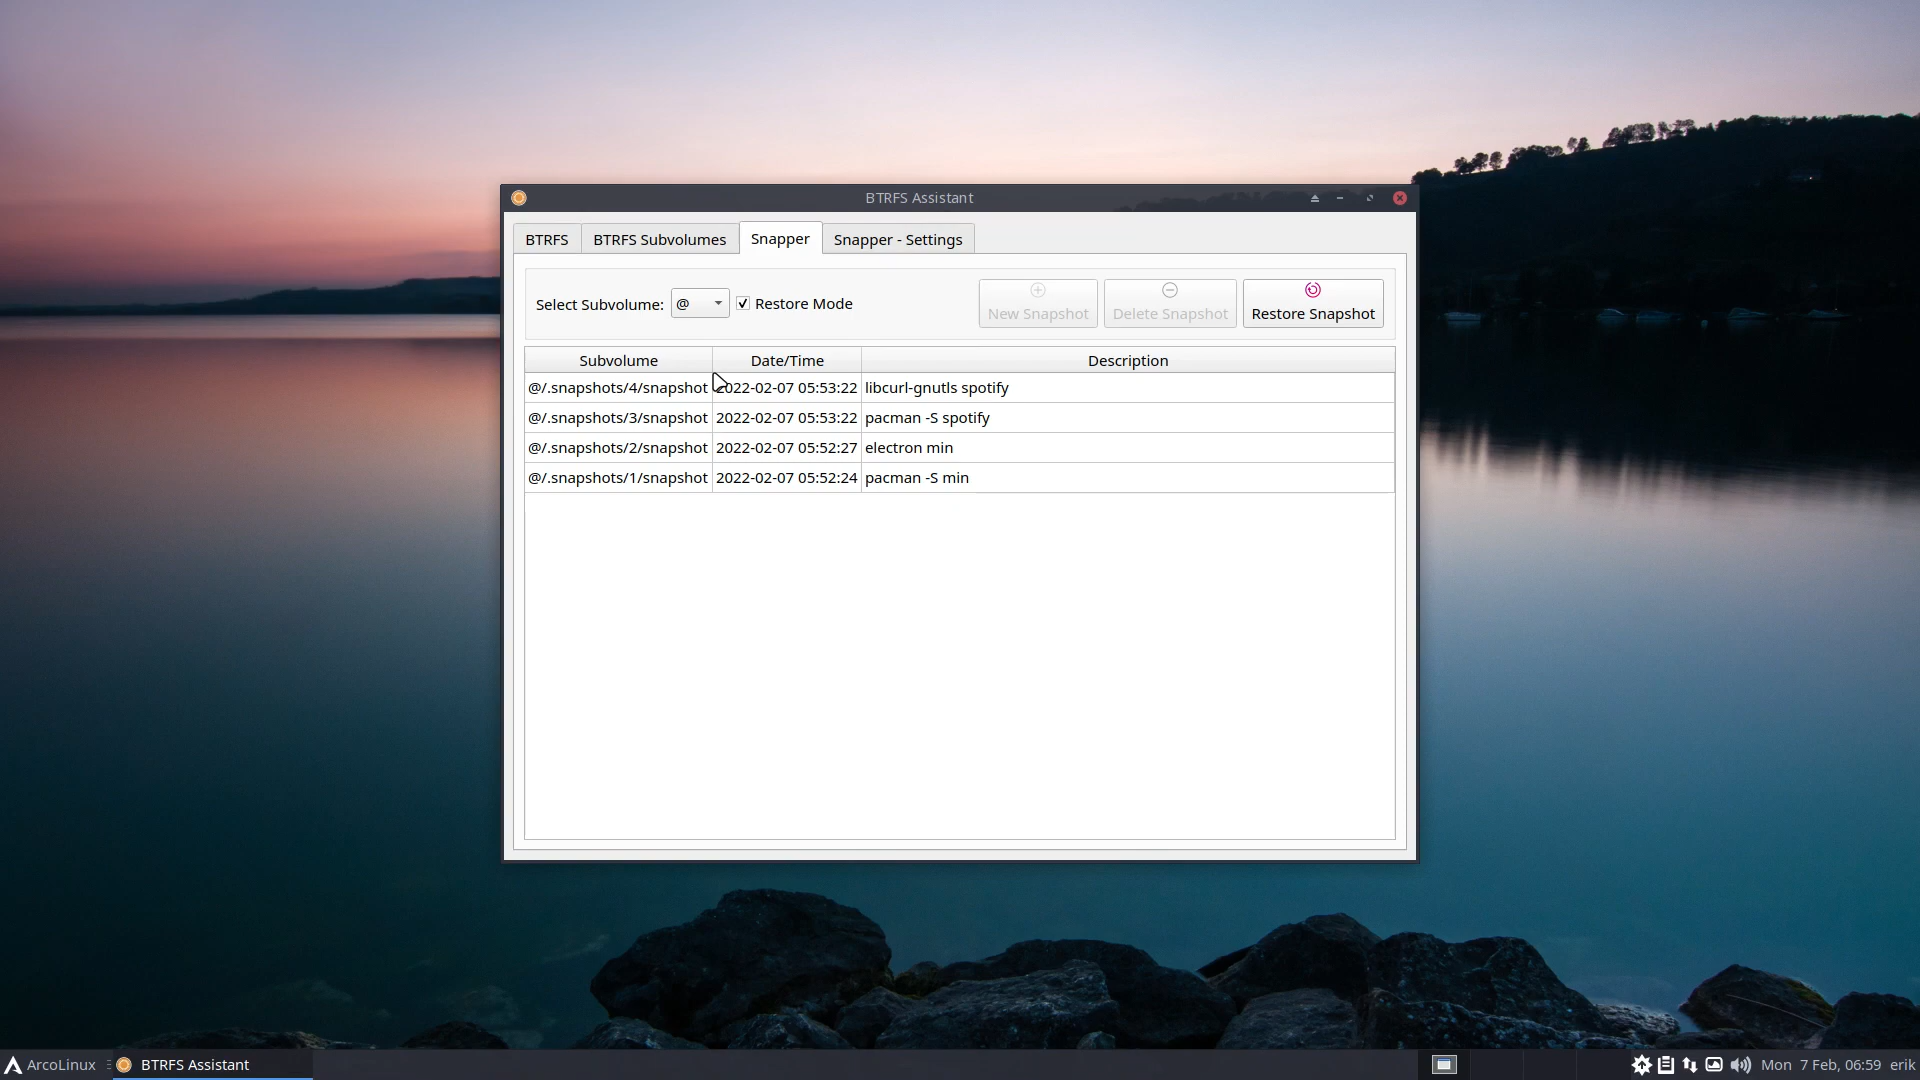 BTRFS Assistant
BTRFS BTRFS Subvolumes Snapper Snapper - Settings
Select Subvolume: @ Restore Mode New Snapshot Delete Snapshot Restore Snapshot
Subvolume Date/Time Description
@/.snapshots/4/snapshot 2022-02-07 05:53:22 libcurl-gnutls spotify
@/.snapshots/3/snapshot 2022-02-07 05:53:22 pacman -S spotify
@/.snapshots/2/snapshot 2022-02-07 05:52:27 electron min
@/.snapshots/1/snapshot 2022-02-07 05:52:24 pacman -S min
ArcoLinux BTRFS Assistant Mon 7 Feb, 06:59 erik